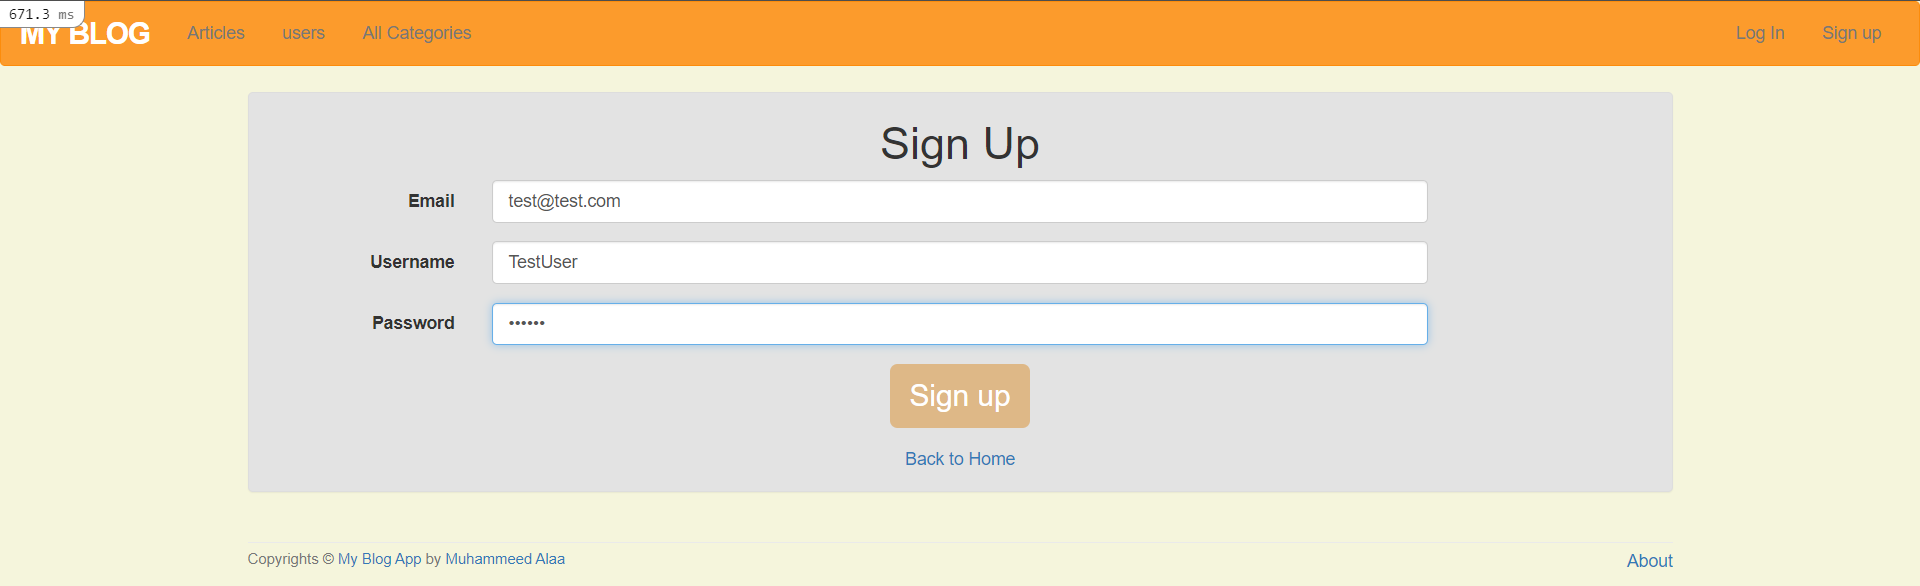 671.3 ms
MY BLOG Articles users All Categories Log In Sign up
Sign Up
Email test@test.com
Username TestUser
Password ••••••
Sign up
Back to Home
Copyrights © My Blog App by Muhammeed Alaa About